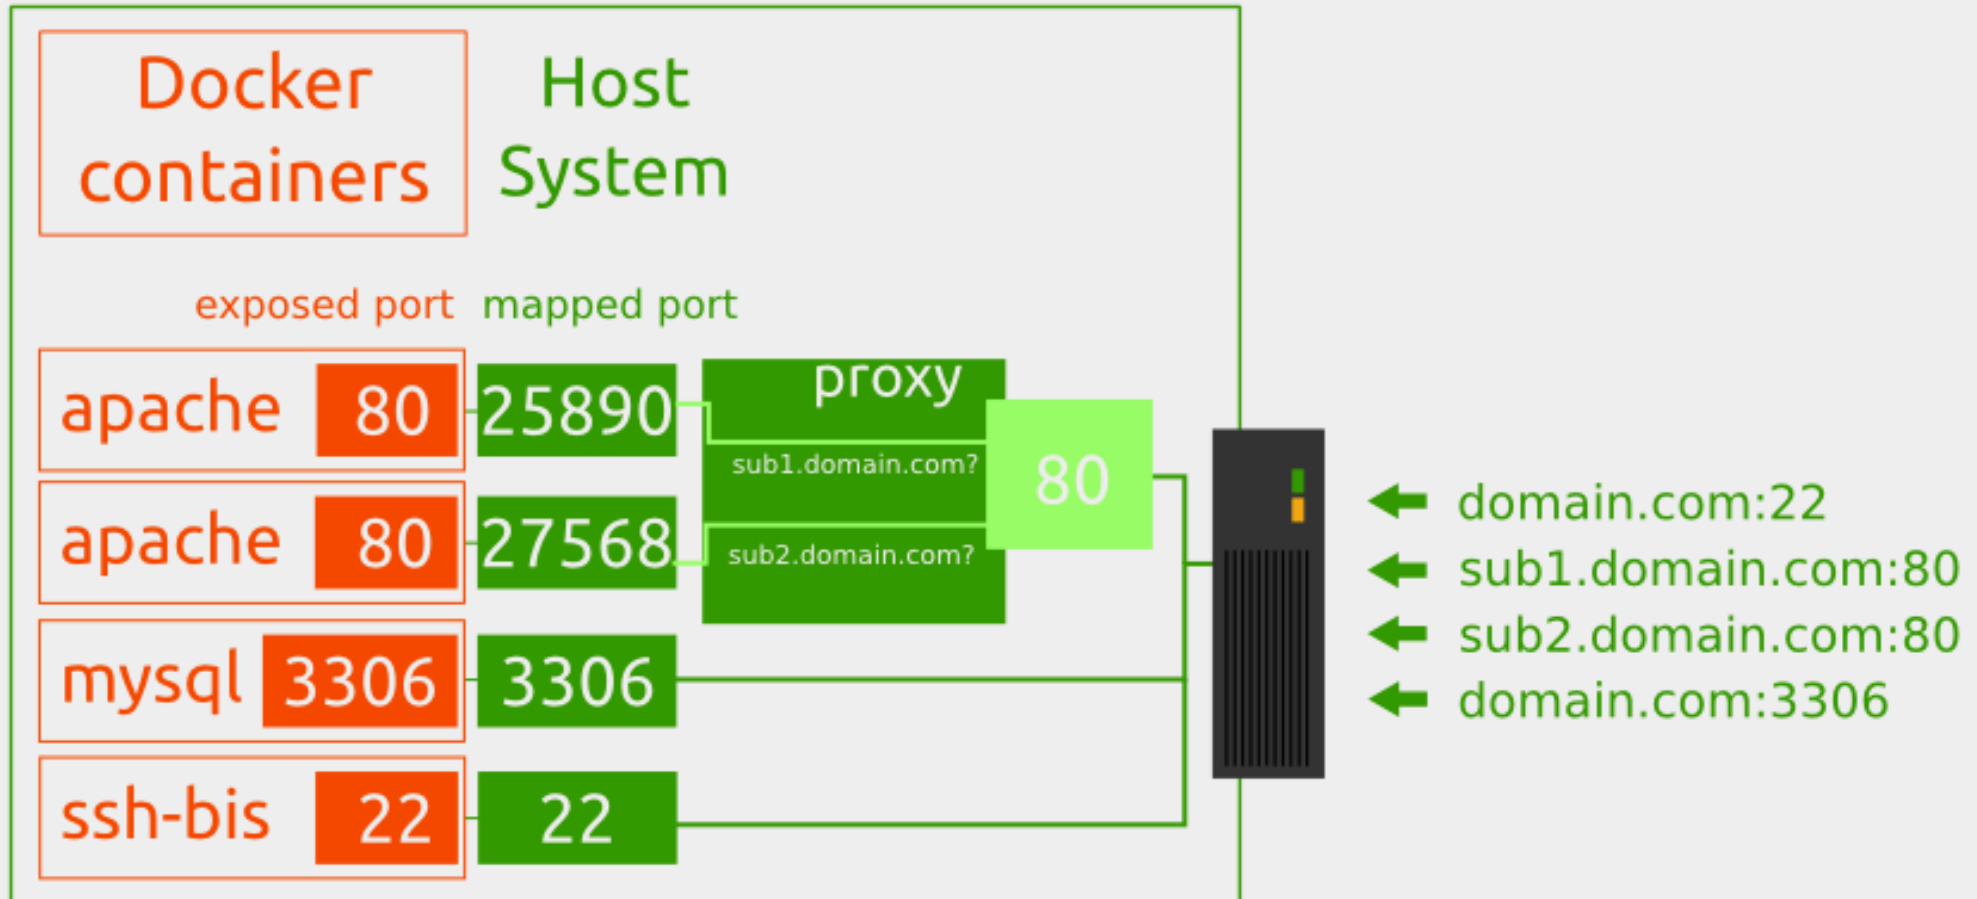 Docker
containers
Host
System
exposed port
mapped port
apache 80 25890
apache 80 27568
mysql 3306 3306
ssh-bis 22 22
proxy
sub1.domain.com?
sub2.domain.com?
80
domain.com:22
sub1.domain.com:80
sub2.domain.com:80
domain.com:3306